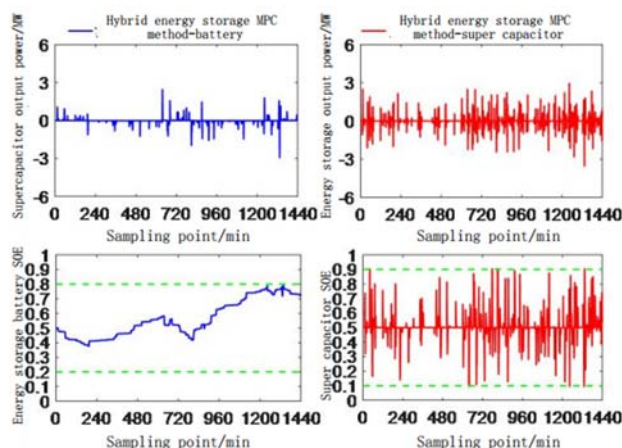 Hybrid energy storage MPC
method-battery
Supercapacitor output power/MW
6
3
0
-3
-6
0 240 480 720 960 1200 1440
Sampling point/min
Hybrid energy storage MPC
method-super capacitor
Energy storage output power/MW
6
3
0
-3
-6
0 240 480 720 960 1200 1440
Sampling point/min
Energy storage battery SOE
1
0.9
0.8
0.7
0.6
0.5
0.4
0.3
0.2
0.1
0
0 240 480 720 960 1200 1440
Sampling point/min
Super capacitor SOE
1
0.9
0.8
0.7
0.6
0.5
0.4
0.3
0.2
0.1
0
0 240 480 720 960 1200 1440
Sampling point/min